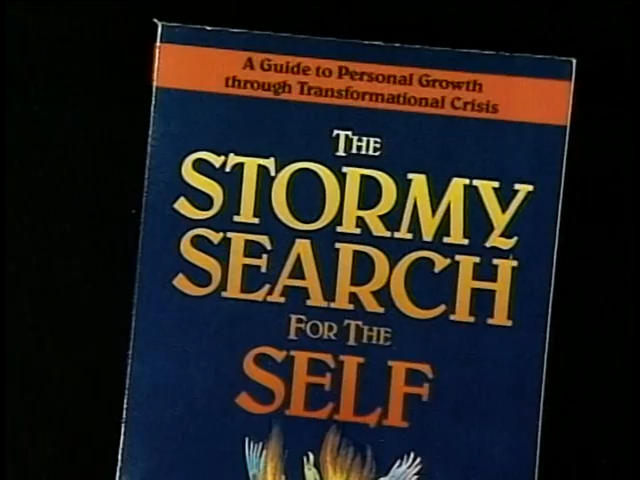 A Guide to Personal Growth
through Transformational Crisis
THE
STORMY
SEARCH
FOR THE
SELF